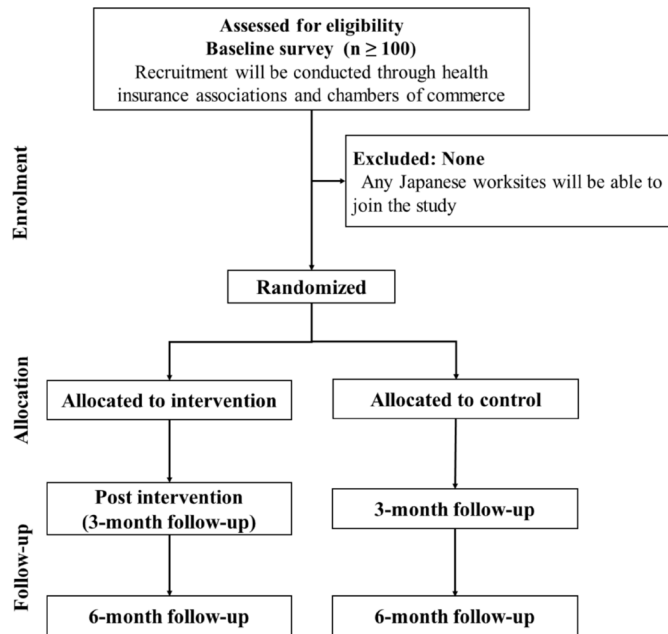 Assessed for eligibility
Baseline survey (n ≥ 100)
Recruitment will be conducted through health
insurance associations and chambers of commerce
Enrolment
Excluded: None
Any Japanese worksites will be able to
join the study
Randomized
Allocation
Allocated to intervention
Allocated to control
Follow-up
Post intervention
(3-month follow-up)
3-month follow-up
6-month follow-up
6-month follow-up